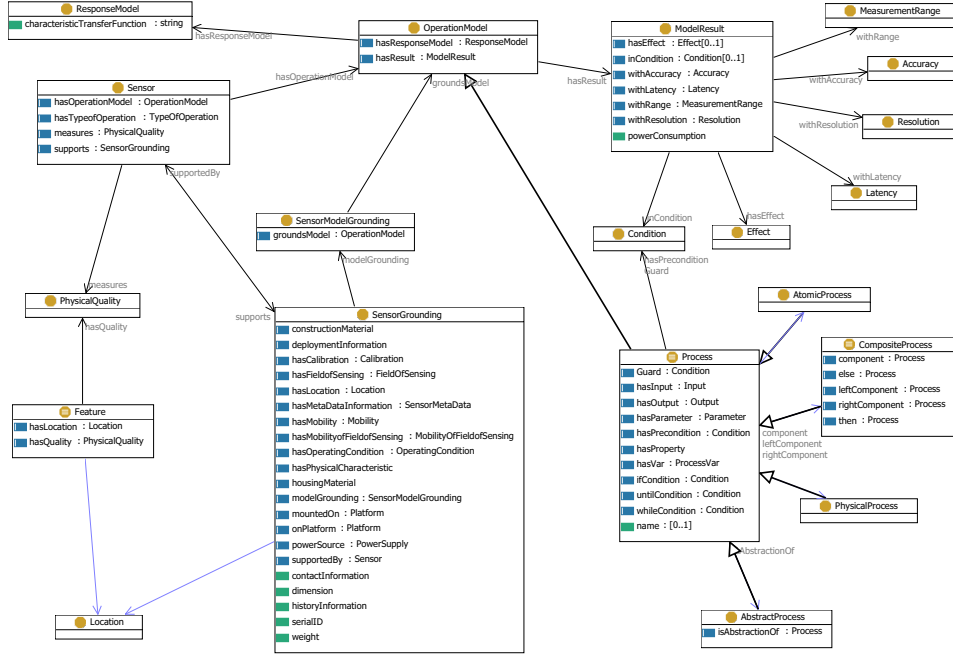 ResponseModel
characteristicTransferFunction : string
hasResponseModel
OperationModel
hasResponseModel : ResponseModel
hasResult : ModelResult
hasOperationModel
groundsModel
hasResult
ModelResult
hasEffect : Effect[0..1]
inCondition : Condition[0..1]
withAccuracy : Accuracy
withLatency : Latency
withRange : MeasurementRange
withResolution : Resolution
powerConsumption
MeasurementRange
withRange
Accuracy
withAccuracy
Resolution
withResolution
withLatency
Latency
Sensor
hasOperationModel : OperationModel
hasTypeofOperation : TypeOfOperation
measures : PhysicalQuality
supports : SensorGrounding
supportedBy
SensorModelGrounding
groundsModel : OperationModel
modelGrounding
inCondition
Condition
hasPrecondition
Guard
hasEffect
Effect
measures
PhysicalQuality
hasQuality
supports
SensorGrounding
constructionMaterial
deploymentInformation
hasCalibration : Calibration
hasFieldofSensing : FieldOfSensing
hasLocation : Location
hasMetaDataInformation : SensorMetaData
hasMobility : Mobility
hasMobilityofFieldofSensing : MobilityOfFieldofSensing
hasOperatingCondition : OperatingCondition
hasPhysicalCharacteristic
housingMaterial
modelGrounding : SensorModelGrounding
mountedOn : Platform
onPlatform : Platform
powerSource : PowerSupply
supportedBy : Sensor
contactInformation
dimension
historyInformation
serialID
weight
Feature
hasLocation : Location
hasQuality : PhysicalQuality
Location
AtomicProcess
Process
Guard : Condition
hasInput : Input
hasOutput : Output
hasParameter : Parameter
hasPrecondition : Condition
hasProperty
hasVar : ProcessVar
ifCondition : Condition
untilCondition : Condition
whileCondition : Condition
name : [0..1]
CompositeProcess
component : Process
else : Process
leftComponent : Process
rightComponent : Process
then : Process
component
leftComponent
rightComponent
PhysicalProcess
AbstractionOf
AbstractProcess
isAbstractionOf : Process